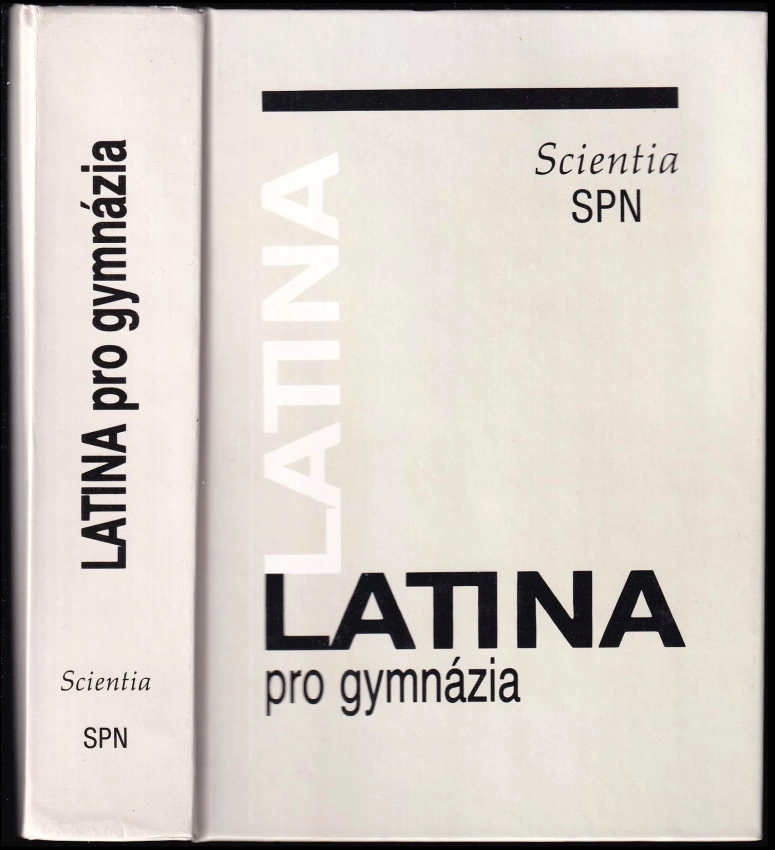 LATINA pro gymnázia
Scientia
SPN
Scientia
SPN
LATINA
LATINA
pro gymnázia